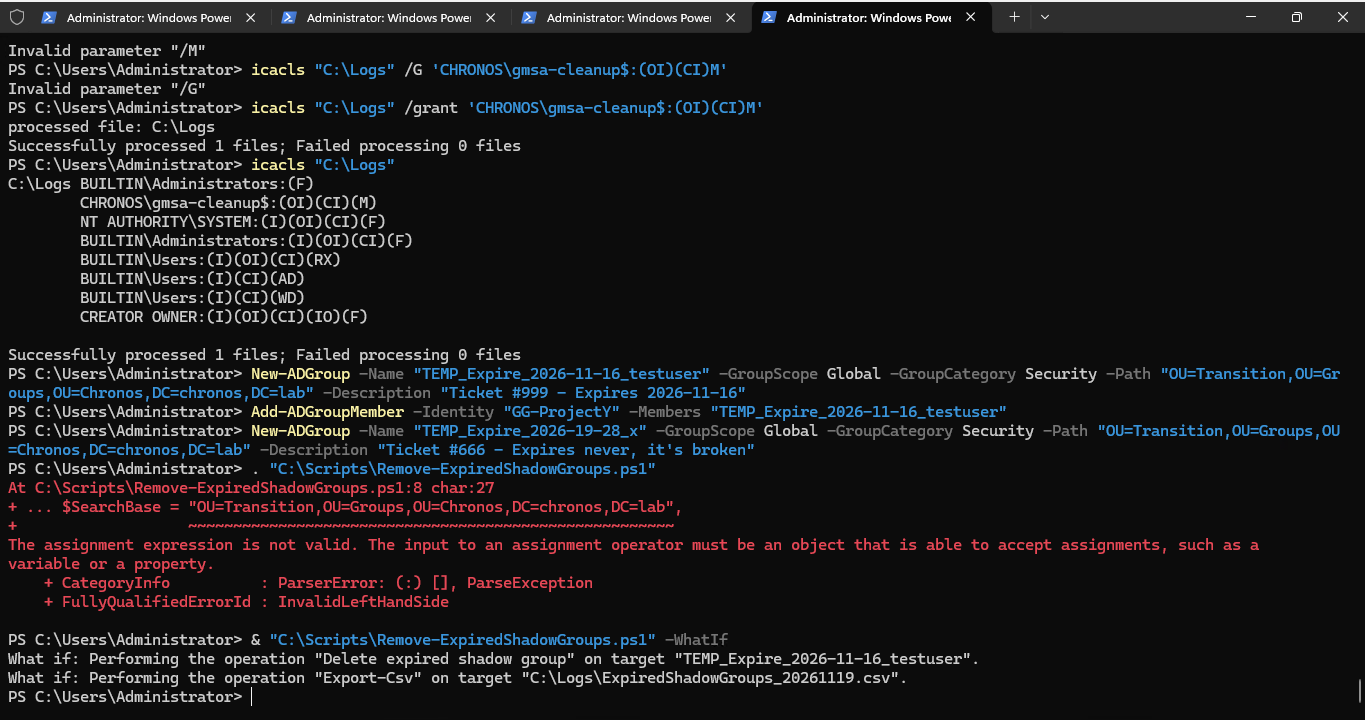 Administrator: Windows Power Administrator: Windows Power Administrator: Windows Power Administrator: Windows Powe
Invalid parameter "/M"
PS C:\Users\Administrator> icacls "C:\Logs" /G 'CHRONOS\gmsa-cleanup$:(OI)(CI)M'
Invalid parameter "/G"
PS C:\Users\Administrator> icacls "C:\Logs" /grant 'CHRONOS\gmsa-cleanup$:(OI)(CI)M'
processed file: C:\Logs
Successfully processed 1 files; Failed processing 0 files
PS C:\Users\Administrator> icacls "C:\Logs"
C:\Logs BUILTIN\Administrators:(F)
        CHRONOS\gmsa-cleanup$:(OI)(CI)(M)
        NT AUTHORITY\SYSTEM:(I)(OI)(CI)(F)
        BUILTIN\Administrators:(I)(OI)(CI)(F)
        BUILTIN\Users:(I)(OI)(CI)(RX)
        BUILTIN\Users:(I)(CI)(AD)
        BUILTIN\Users:(I)(CI)(WD)
        CREATOR OWNER:(I)(OI)(CI)(IO)(F)
Successfully processed 1 files; Failed processing 0 files
PS C:\Users\Administrator> New-ADGroup -Name "TEMP_Expire_2026-11-16_testuser" -GroupScope Global -GroupCategory Security -Path "OU=Transition,OU=Gr
oups,OU=Chronos,DC=chronos,DC=lab" -Description "Ticket #999 - Expires 2026-11-16"
PS C:\Users\Administrator> Add-ADGroupMember -Identity "GG-ProjectY" -Members "TEMP_Expire_2026-11-16_testuser"
PS C:\Users\Administrator> New-ADGroup -Name "TEMP_Expire_2026-19-28_x" -GroupScope Global -GroupCategory Security -Path "OU=Transition,OU=Groups,OU
=Chronos,DC=chronos,DC=lab" -Description "Ticket #666 - Expires never, it's broken"
PS C:\Users\Administrator> . "C:\Scripts\Remove-ExpiredShadowGroups.ps1"
At C:\Scripts\Remove-ExpiredShadowGroups.ps1:8 char:27
+ ... $SearchBase = "OU=Transition,OU=Groups,OU=Chronos,DC=chronos,DC=lab",
+                   ~~~~~~~~~~~~~~~~~~~~~~~~~~~~~~~~~~~~~~~~~~~~~~~~~~~~~~
The assignment expression is not valid. The input to an assignment operator must be an object that is able to accept assignments, such as a
variable or a property.
    + CategoryInfo          : ParserError: (:) [], ParseException
    + FullyQualifiedErrorId : InvalidLeftHandSide
PS C:\Users\Administrator> & "C:\Scripts\Remove-ExpiredShadowGroups.ps1" -WhatIf
What if: Performing the operation "Delete expired shadow group" on target "TEMP_Expire_2026-11-16_testuser".
What if: Performing the operation "Export-Csv" on target "C:\Logs\ExpiredShadowGroups_20261119.csv".
PS C:\Users\Administrator>